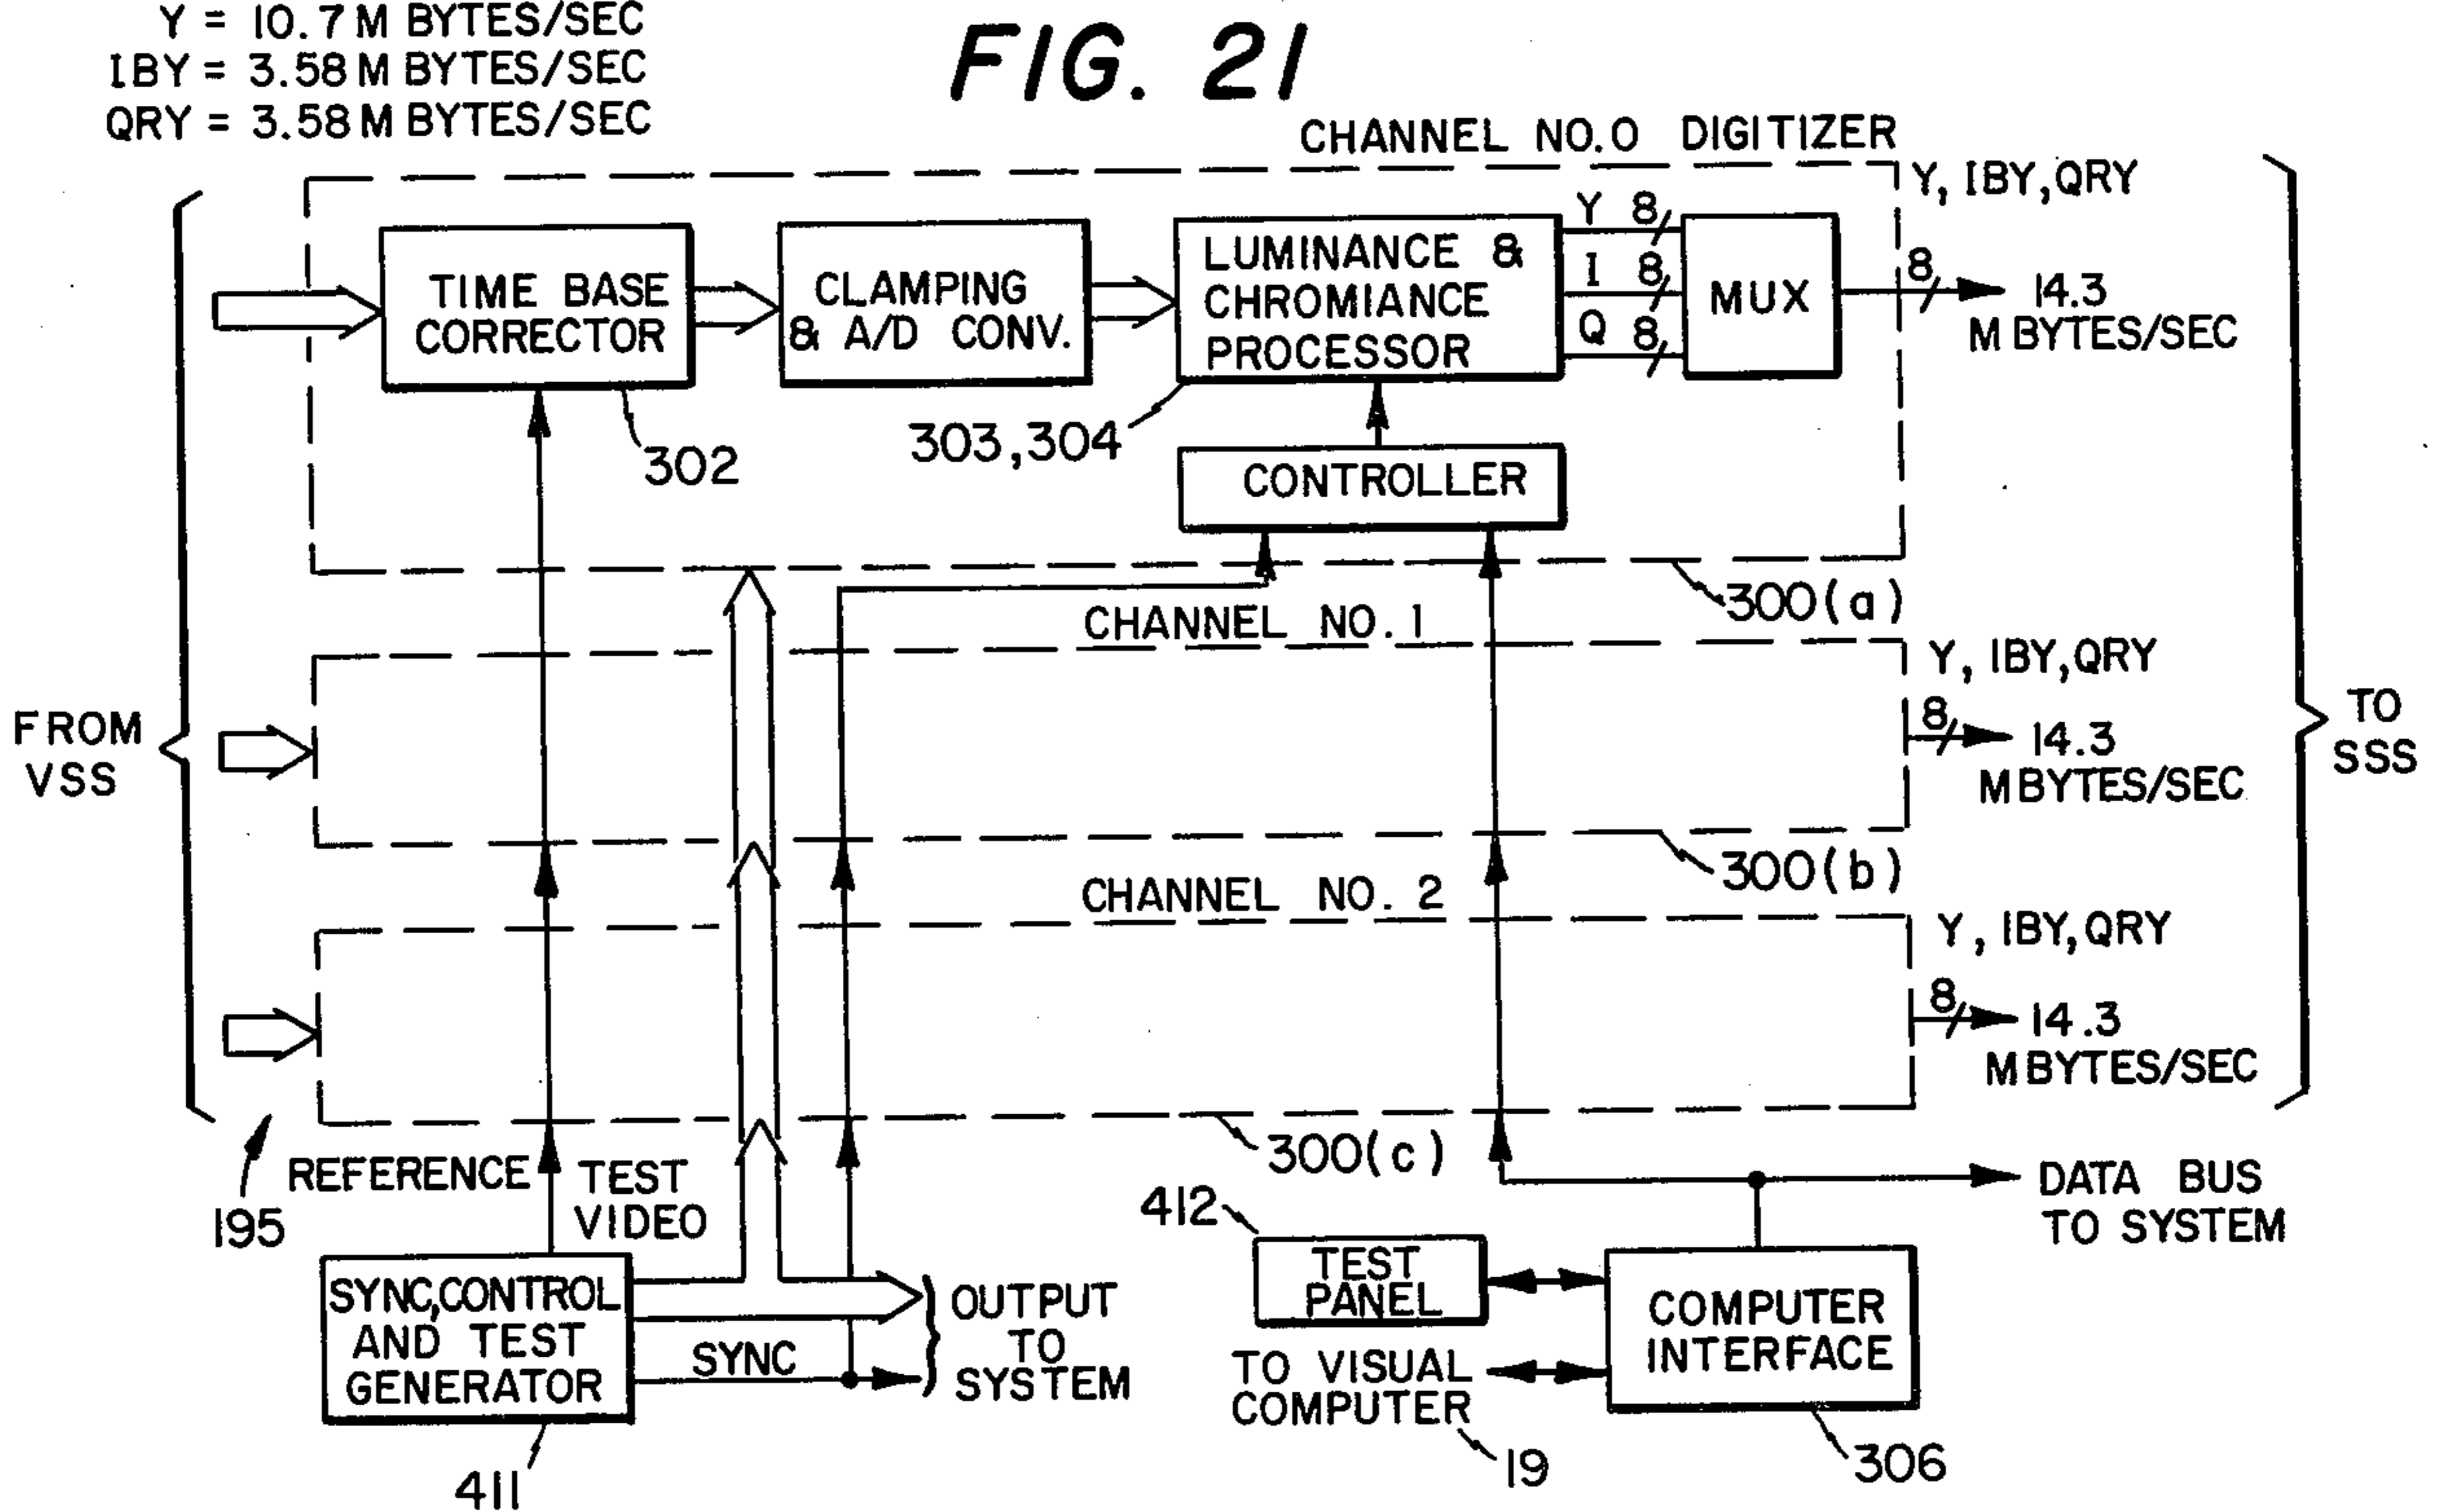 Y = 10.7 M BYTES/SEC
IBY = 3.58 M BYTES/SEC
QRY = 3.58 M BYTES/SEC
FIG. 21
CHANNEL NO. 0 DIGITIZER
Y, IBY, QRY
TIME BASE
CORRECTOR
CLAMPING
& A/D CONV.
LUMINANCE &
CHROMIANCE
PROCESSOR
Y 8
I 8
Q 8
MUX
8
14.3
M BYTES/SEC
302
303, 304
CONTROLLER
300(a)
CHANNEL NO. 1
Y, IBY, QRY
FROM
VSS
8
14.3
M BYTES/SEC
TO
SSS
300(b)
CHANNEL NO. 2
Y, IBY, QRY
8
14.3
M BYTES/SEC
300(c)
195
REFERENCE
TEST
VIDEO
412
DATA BUS
TO SYSTEM
SYNC, CONTROL
AND TEST
GENERATOR
SYNC
OUTPUT
TO
SYSTEM
TEST
PANEL
TO VISUAL
COMPUTER
COMPUTER
INTERFACE
411
19
306